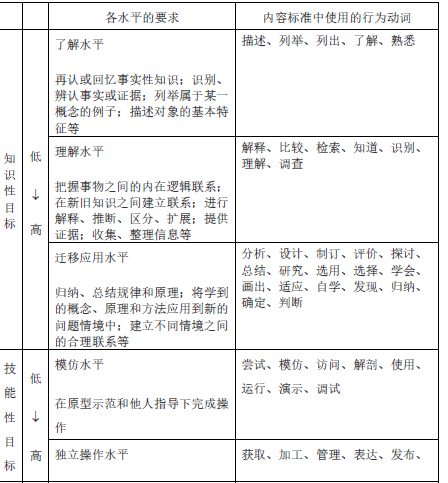 各水平的要求
内容标准中使用的行为动词
知识性目标
低
↓
高
了解水平
再认或回忆事实性知识；识别、
辨认事实或证据；列举属于某一
概念的例子；描述对象的基本特
征等
描述、列举、列出、了解、熟悉
理解水平
把握事物之间的内在逻辑联系；
在新旧知识之间建立联系；进行
解释、推断、区分、扩展；提供
证据；收集、整理信息等
解释、比较、检索、知道、识别、
理解、调查
迁移应用水平
归纳、总结规律和原理；将学到
的概念、原理和方法应用到新的
问题情境中；建立不同情境之间
的合理联系等
分析、设计、制订、评价、探讨、
总结、研究、选用、选择、学会、
画出、适应、自学、发现、归纳、
确定、判断
技能性目标
低
↓
高
模仿水平
在原型示范和他人指导下完成操
作
尝试、模仿、访问、解剖、使用、
运行、演示、调试
独立操作水平
获取、加工、管理、表达、发布、